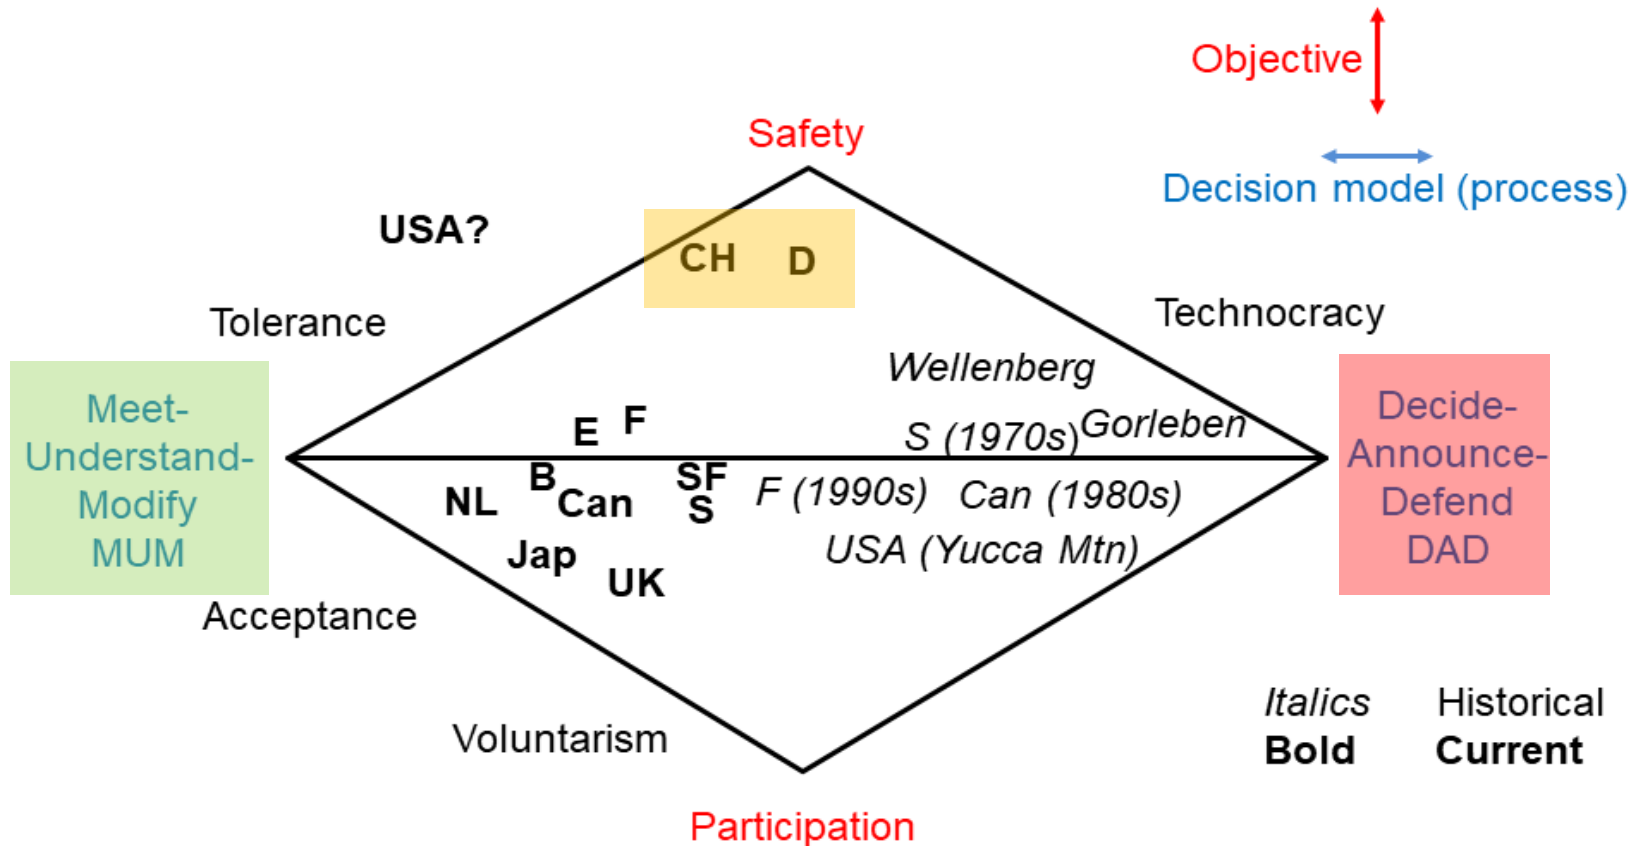 Objective
Decision model (process)
Safety
USA?
CH D
Tolerance
Technocracy
Meet-
Understand-
Modify
MUM
Wellenberg
E F
S (1970s)
Gorleben
Decide-
Announce-
Defend
DAD
B
SF
NL
Can
S
F (1990s)
Can (1980s)
Jap
USA (Yucca Mtn)
UK
Acceptance
Voluntarism
Italics Historical
Bold Current
Participation